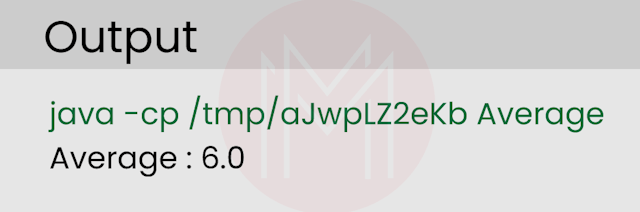 Output
java -cp /tmp/aJwpLZ2eKb Average
Average : 6.0